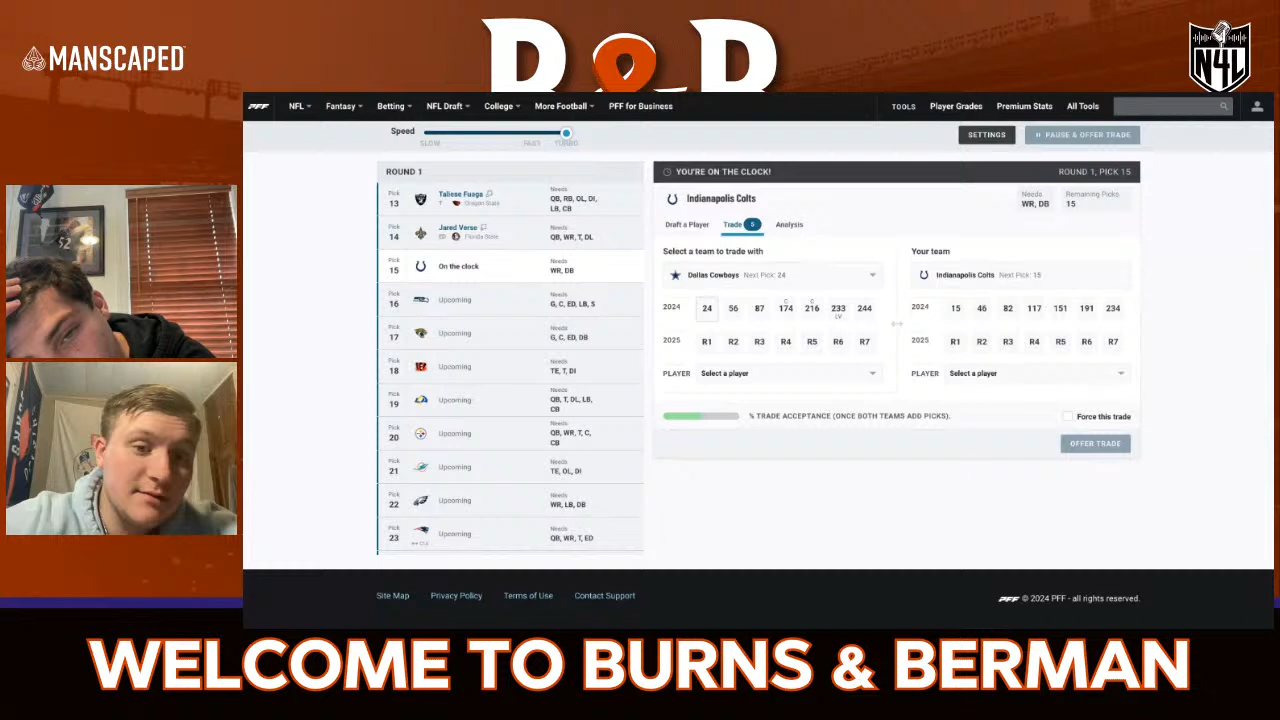 MANSCAPED
B&B
N4L
PFF NFL Fantasy Betting NFL Draft College More Football PFF for Business TOOLS Player Grades Premium Stats All Tools
Speed
SLOW FAST TURBO
SETTINGS
PAUSE & OFFER TRADE
ROUND 1
Pick 13 Taliese Fuaga T Oregon State Needs QB, RB, OL, DI, LB, CB
Pick 14 Jared Verse ED Florida State Needs QB, WR, T, DL
Pick 15 On the clock Needs WR, DB
Pick 16 Upcoming Needs G, C, ED, LB, S
Pick 17 Upcoming Needs G, C, ED, DB
Pick 18 Upcoming Needs TE, T, DI
Pick 19 Upcoming Needs QB, T, DL, LB, CB
Pick 20 Upcoming Needs QB, WR, T, C, CB
Pick 21 Upcoming Needs TE, OL, DI
Pick 22 Upcoming Needs WR, LB, DB
Pick 23 Upcoming Needs QB, WR, T, ED
YOU'RE ON THE CLOCK! ROUND 1, PICK 15
Indianapolis Colts
Needs WR, DB
Remaining Picks 15
Draft a Player Trade 5 Analysis
Select a team to trade with
Dallas Cowboys Next Pick: 24
2024 24 56 87 174 C 216 C 233 LV 244
2025 R1 R2 R3 R4 R5 R6 R7
PLAYER Select a player
Your team
Indianapolis Colts Next Pick: 15
2024 15 46 82 117 151 191 234
2025 R1 R2 R3 R4 R5 R6 R7
PLAYER Select a player
% TRADE ACCEPTANCE (ONCE BOTH TEAMS ADD PICKS).
Force this trade
OFFER TRADE
Site Map Privacy Policy Terms of Use Contact Support
PFF © 2024 PFF - all rights reserved.
WELCOME TO BURNS & BERMAN